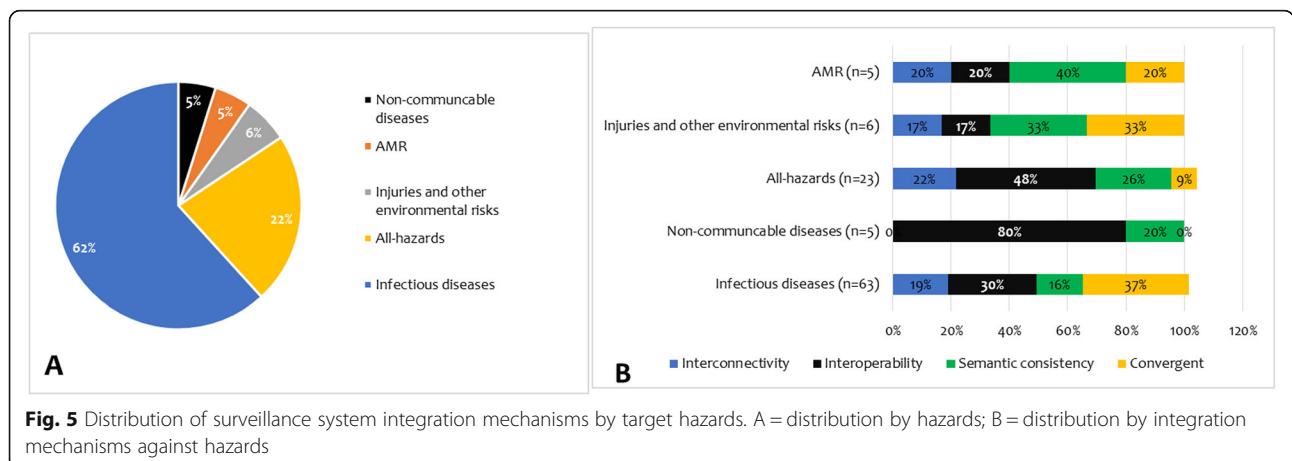 5%
5%
6%
22%
62%
Non-communcable
diseases
AMR
Injuries and other
environmental risks
All-hazards
Infectious diseases
A
AMR (n=5)
20%
20%
40%
20%
Injuries and other environmental risks (n=6)
17%
17%
33%
33%
All-hazards (n=23)
22%
48%
26%
9%
Non-communcable diseases (n=5)
0%
80%
20%
0%
Infectious diseases (n=63)
19%
30%
16%
37%
0%
20%
40%
60%
80%
100%
120%
Interconnectivity
Interoperability
Semantic consistency
Convergent
B
Fig. 5 Distribution of surveillance system integration mechanisms by target hazards. A = distribution by hazards; B = distribution by integration
mechanisms against hazards